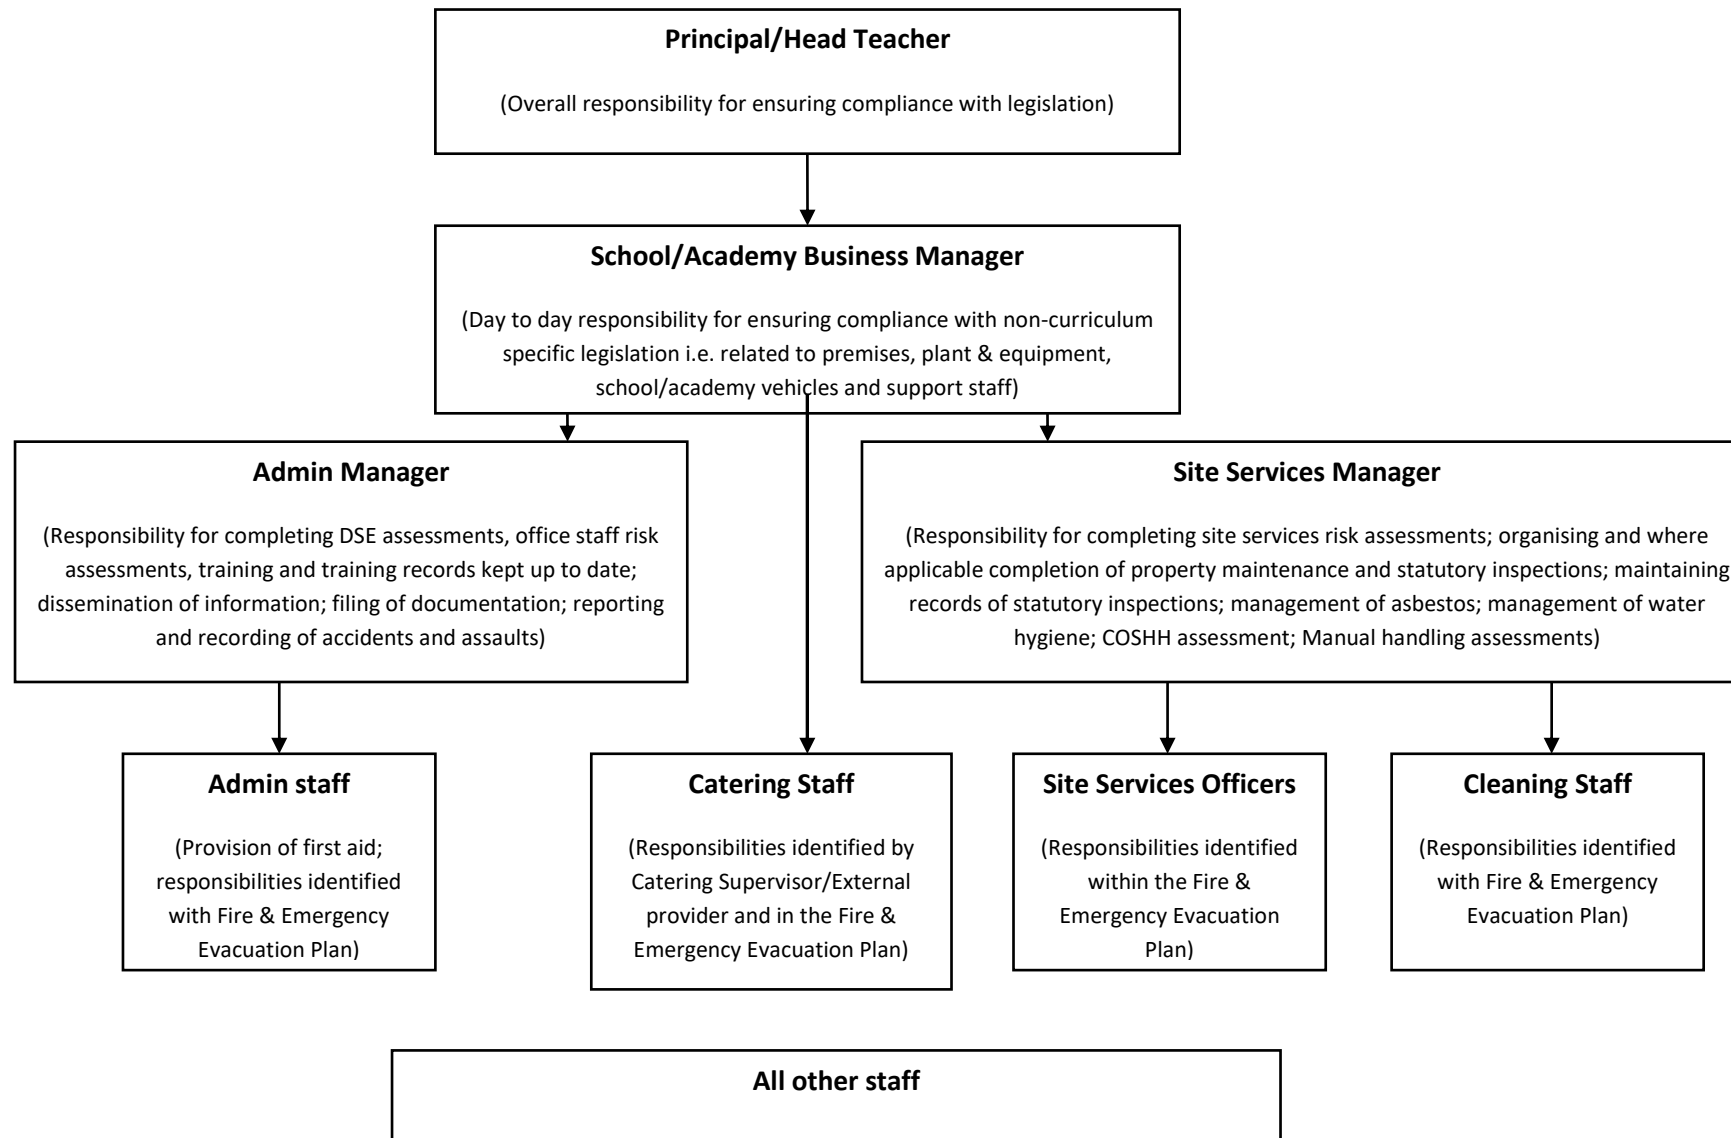 Principal/Head Teacher
(Overall responsibility for ensuring compliance with legislation)
School/Academy Business Manager
(Day to day responsibility for ensuring compliance with non-curriculum
specific legislation i.e. related to premises, plant & equipment,
school/academy vehicles and support staff)
Admin Manager
(Responsibility for completing DSE assessments, office staff risk
assessments, training and training records kept up to date;
dissemination of information; filing of documentation; reporting
and recording of accidents and assaults)
Site Services Manager
(Responsibility for completing site services risk assessments; organising and where
applicable completion of property maintenance and statutory inspections; maintaining
records of statutory inspections; management of asbestos; management of water
hygiene; COSHH assessment; Manual handling assessments)
Admin staff
(Provision of first aid;
responsibilities identified
with Fire & Emergency
Evacuation Plan)
Catering Staff
(Responsibilities identified by
Catering Supervisor/External
provider and in the Fire &
Emergency Evacuation Plan)
Site Services Officers
(Responsibilities identified
within the Fire &
Emergency Evacuation
Plan)
Cleaning Staff
(Responsibilities identified
with Fire & Emergency
Evacuation Plan)
All other staff